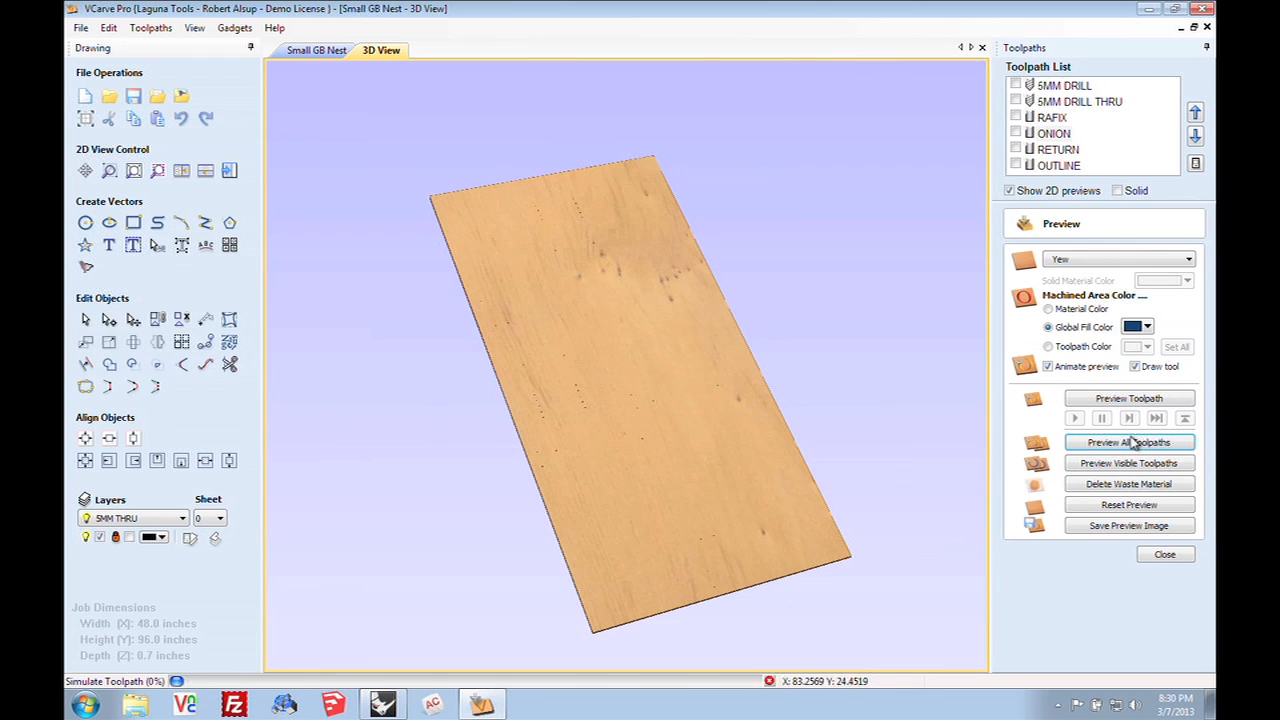 VCarve Pro {Laguna Tools - Robert Alsup - Demo License } - [Small GB Nest - 3D View]
File Edit Toolpaths View Gadgets Help
Drawing
File Operations
2D View Control
Create Vectors
Edit Objects
Align Objects
Layers Sheet
5MM THRU 0
Job Dimensions
Width (X): 48.0 inches
Height (Y): 96.0 inches
Depth (Z): 0.7 inches
Small GB Nest 3D View
Toolpaths
Toolpath List
5MM DRILL
5MM DRILL THRU
RAFIX
ONION
RETURN
OUTLINE
Show 2D previews Solid
Preview
Yew
Solid Material Color
Machined Area Color ....
Material Color
Global Fill Color
Toolpath Color Set All
Animate preview Draw tool
Preview Toolpath
Preview All Toolpaths
Preview Visible Toolpaths
Delete Waste Material
Reset Preview
Save Preview Image
Close
Simulate Toolpath (0%) X: 83.2569 Y: 24.4519
VC FZ AC
8:30 PM
3/7/2013